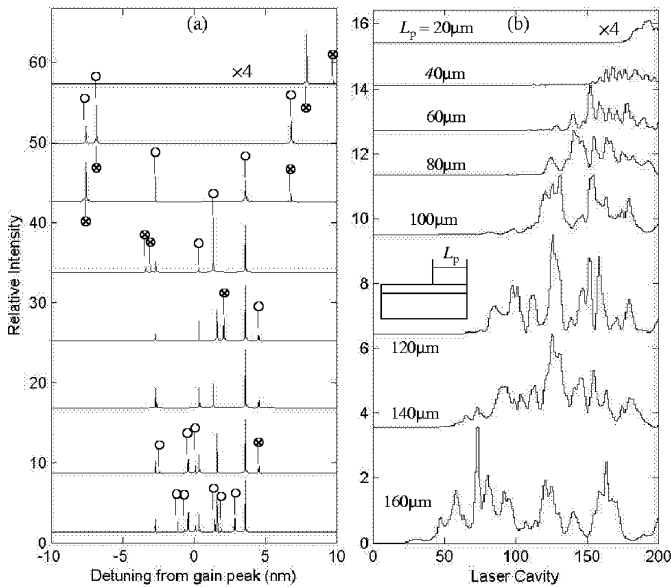 (a)
60
50
40
30
20
10
0
×4
Relative Intensity
-10
-5
0
5
10
Detuning from gain peak (nm)
(b)
16
14
12
10
8
6
4
2
0
Lp = 20µm
×4
40µm
60µm
80µm
100µm
Lp
120µm
140µm
160µm
0
50
100
150
200
Laser Cavity